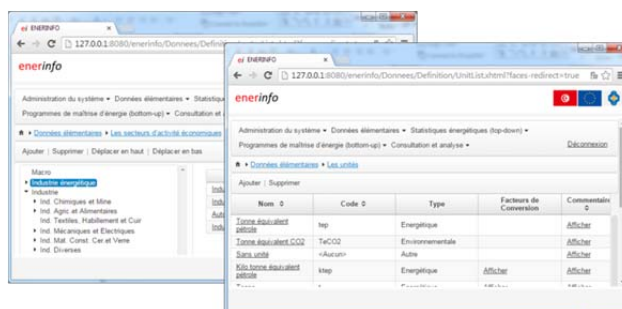 ei ENERINFO
127.0.0.1:8080/enerinfo/Donnees/Defini
enerinfo
Administration du système Données élémentaires Statistiqu
Programmes de maîtrise d'énergie (bottom-up) Consultation et
Données élémentaires Les secteurs d'activité économiques
Ajouter | Supprimer | Déplacer en haut | Déplacer en bas
Macro
Industrie énergétique
Industrie
Ind. Chimiques et Mine
Ind. Agric et Alimentaires
Ind. Textiles, Habillement et Cuir
Ind. Mécaniques et Electriques
Ind. Mat. Const. Cer et Verre
Ind. Diverses
ei ENERINFO
127.0.0.1:8080/enerinfo/Donnees/Definition/UnitList.xhtml?faces-redirect=true
enerinfo
Administration du système Données élémentaires Statistiques énergétiques (top-down)
Programmes de maîtrise d'énergie (bottom-up) Consultation et analyse Déconnexion
Données élémentaires Les unités
Ajouter | Supprimer
Nom Code Type Facteurs de Conversion Commentaire
Tonne équivalent pétrole tep Energétique Afficher
Tonne équivalent CO2 TeCO2 Environnementale Afficher
Sans unité <Aucun> Autre Afficher
Kilo tonne équivalent pétrole ktep Energétique Afficher Afficher